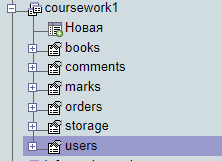 coursework1
Новая
books
comments
marks
orders
storage
users